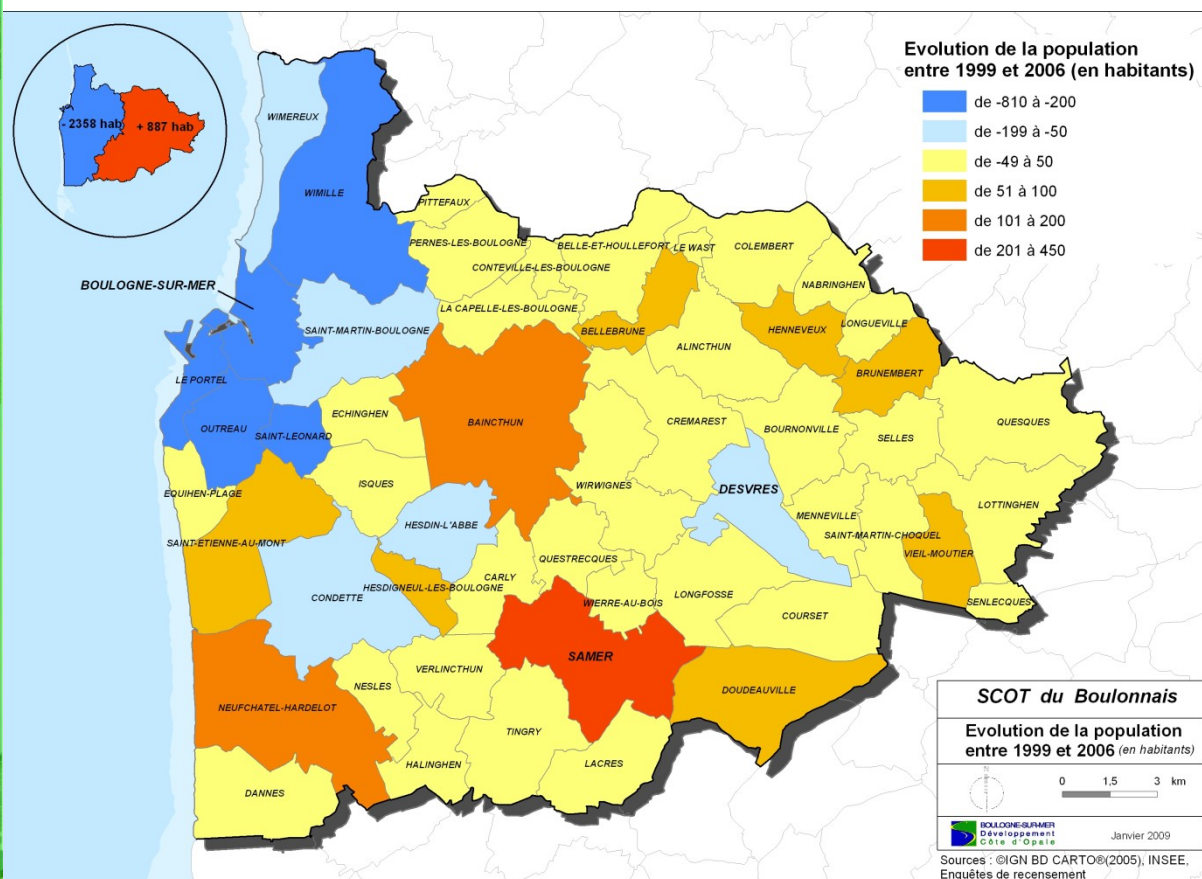 - 2358 hab
+ 887 hab
Evolution de la population
entre 1999 et 2006 (en habitants)
de -810 à -200
de -199 à -50
de -49 à 50
de 51 à 100
de 101 à 200
de 201 à 450
WIMEREUX
WIMILLE
PITTEFAUX
PERNES-LES-BOULOGNE
BELLE-ET-HOULLEFORT
LE WAST
COLEMBERT
CONTEVILLE-LES-BOULOGNE
NABRINGHEN
BOULOGNE-SUR-MER
LA CAPELLE-LES-BOULOGNE
SAINT-MARTIN-BOULOGNE
BELLEBRUNE
HENNEVEUX
LONGUEVILLE
ALINCTHUN
BRUNEMBERT
LE PORTEL
ECHINGHEN
BAINCTHUN
CREMAREST
BOURNONVILLE
QUESQUES
OUTREAU
SAINT-LEONARD
SELLES
ISQUES
WIRWIGNES
DESVRES
EQUIHEN-PLAGE
LOTTINGHEN
MENNEVILLE
HESDIN-L'ABBE
SAINT-MARTIN-CHOQUEL
SAINT-ETIENNE-AU-MONT
VIEIL-MOUTIER
QUESTRECQUES
CARLY
HESDIGNEUL-LES-BOULOGNE
CONDETTE
WIERRE-AU-BOIS
LONGFOSSE
SENLECQUES
COURSET
SAMER
VERLINCTHUN
NESLES
DOUDEAUVILLE
NEUFCHATEL-HARDELOT
TINGRY
HALINGHEN
LACRES
DANNES
SCOT du Boulonnais
Evolution de la population
entre 1999 et 2006 (en habitants)
N
0 1,5 3 km
BOULOGNE-SUR-MER
Développement
Côte d'Opale
Janvier 2009
Sources : ©IGN BD CARTO®(2005), INSEE,
Enquêtes de recensement